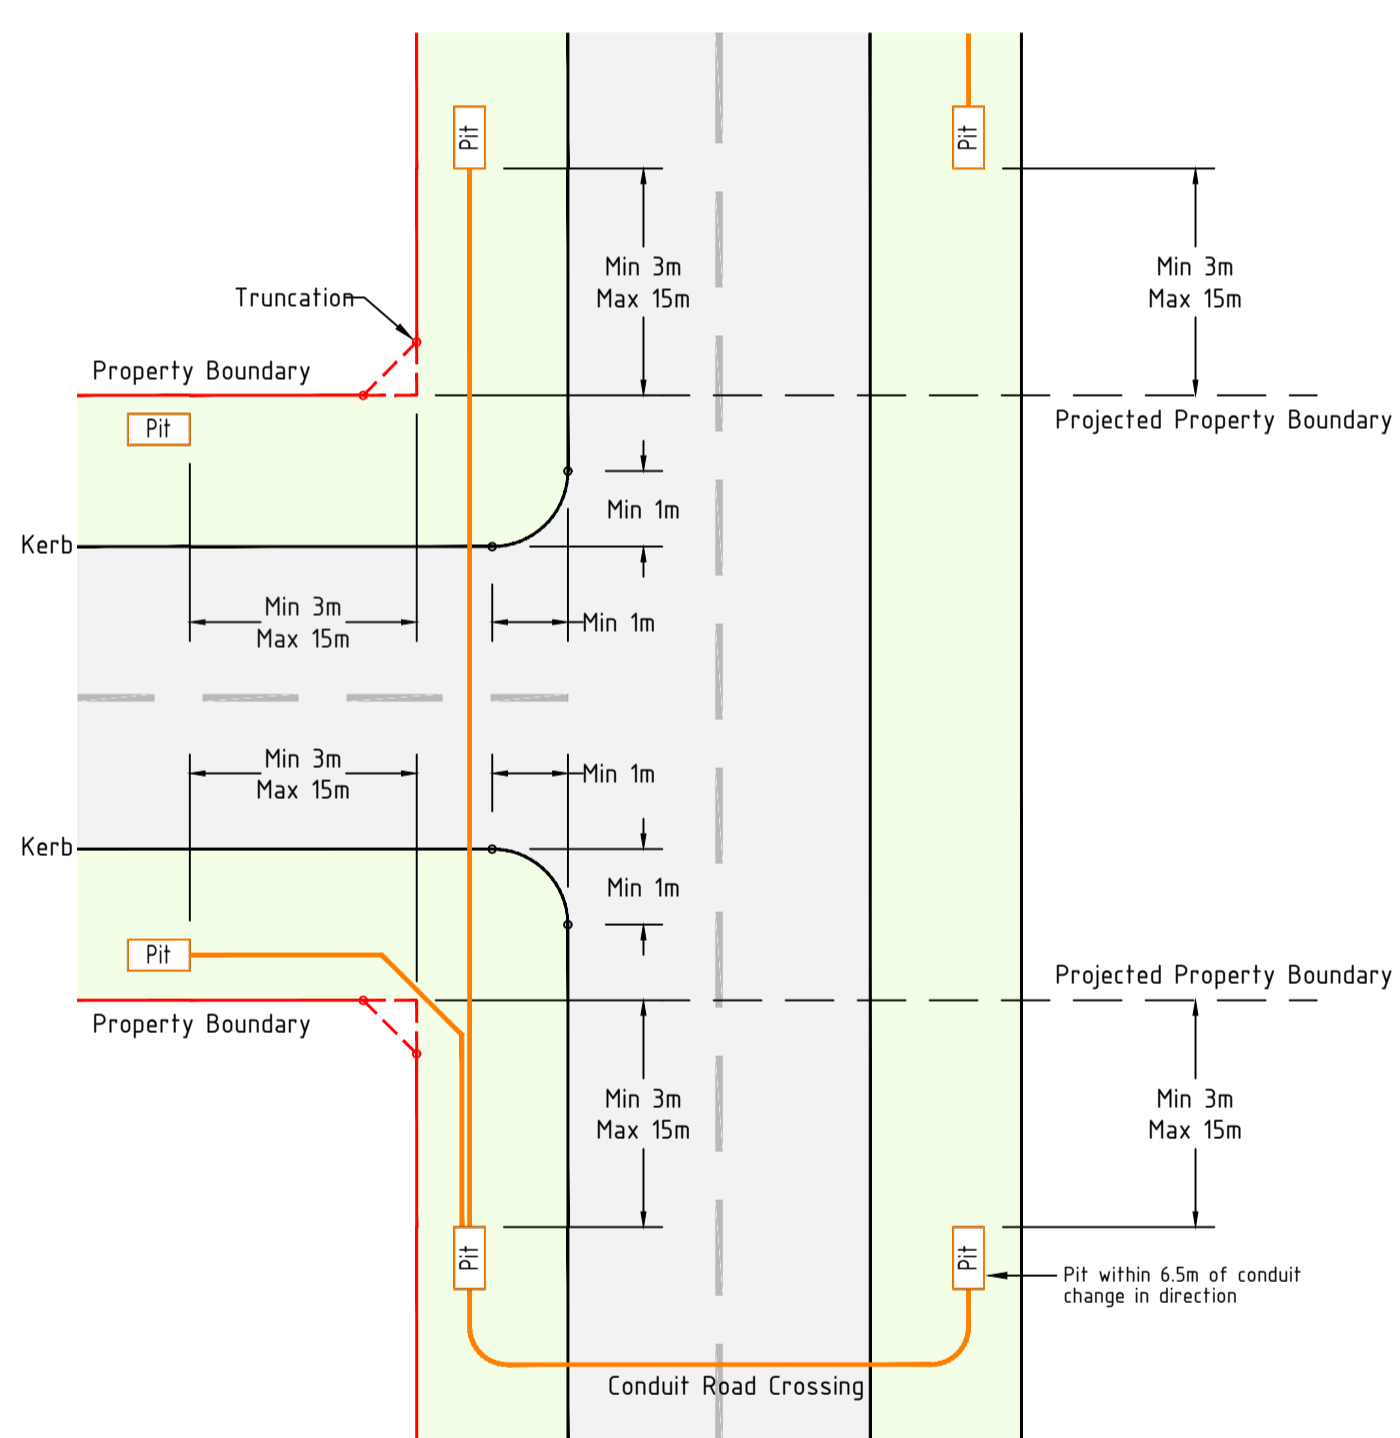 Pit
Pit
Min 3m
Max 15m
Min 3m
Max 15m
Truncation
Property Boundary
Projected Property Boundary
Pit
Min 1m
Kerb
Min 3m
Max 15m
Min 1m
Min 3m
Max 15m
Min 1m
Kerb
Min 1m
Pit
Projected Property Boundary
Property Boundary
Min 3m
Max 15m
Min 3m
Max 15m
Pit
Pit
Pit within 6.5m of conduit
change in direction
Conduit Road Crossing